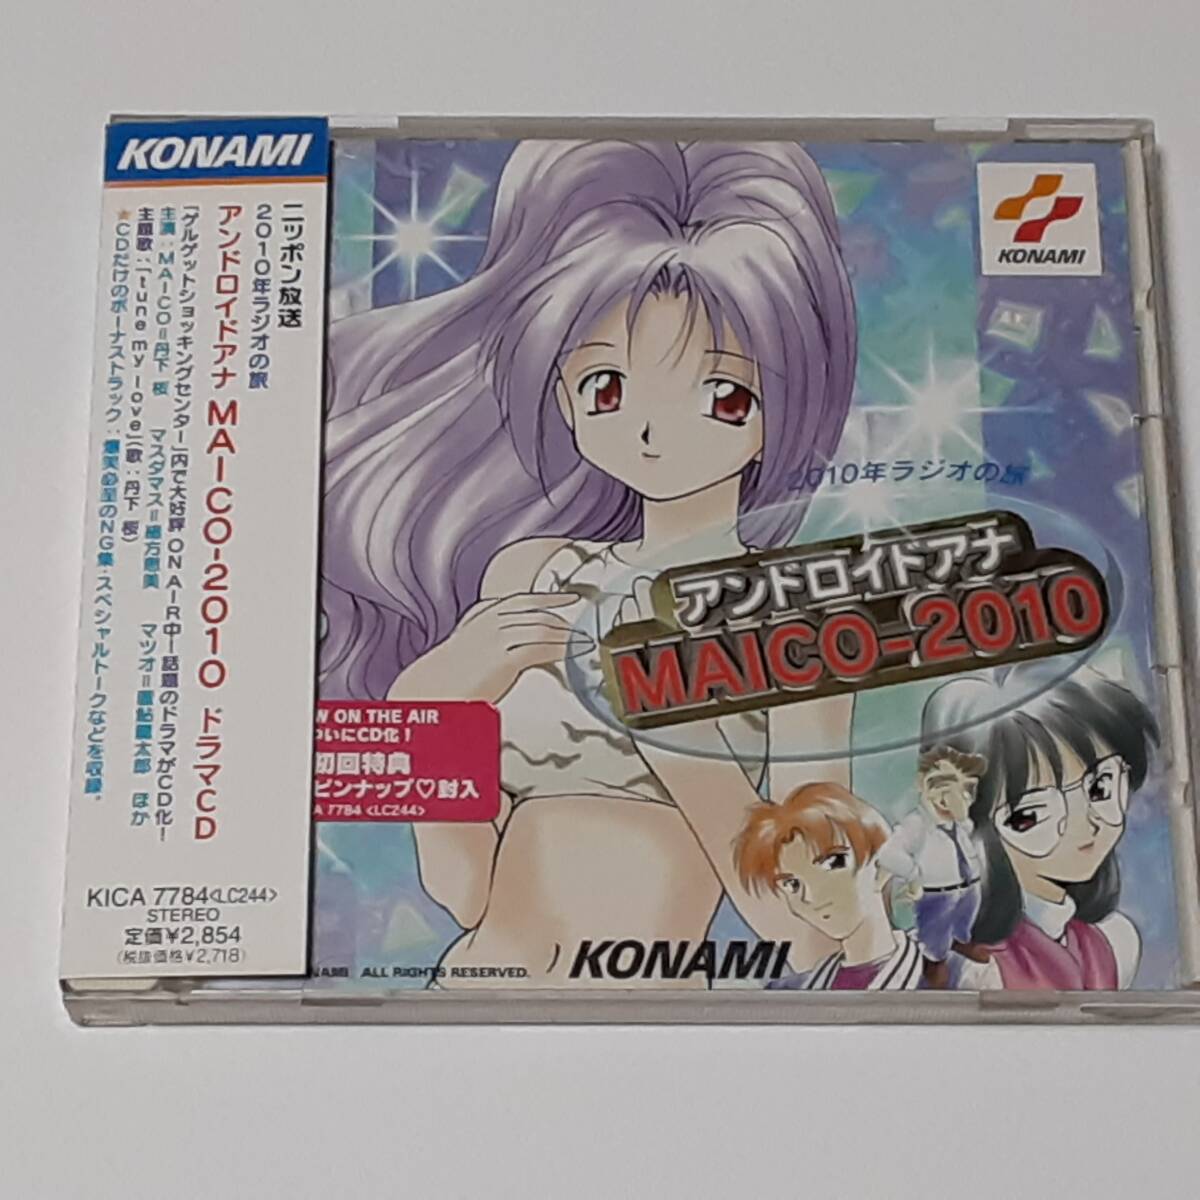 KONAMI
ニッポン放送
2010年ラジオの旅
アンドロイドアナ MAICO-2010 ドラマCD
「ゲルゲットショッキングセンター」内で大好評 ON AIR中!話題のドラマがCD化!
主演:MAICO=丹下 桜 マスダマス=緒方恵美 マツオ=龍太郎 ほか
主題歌:「tune my love」(歌:丹下 桜)
★CDだけのボーナストラック:爆笑必至のNG集・スペシャルトークなどを収録。
KICA 7784<LC244>
STEREO
定価¥2,854
(税抜価格¥2,718)
KONAMI
2010年ラジオの旅
アンドロイドアナ
MAICO-2010
W ON THE AIR
ついにCD化!
初回特典
ピンナップ♡封入
A 7784 <LC244>
NAMI ALL RIGHTS RESERVED.
KONAMI